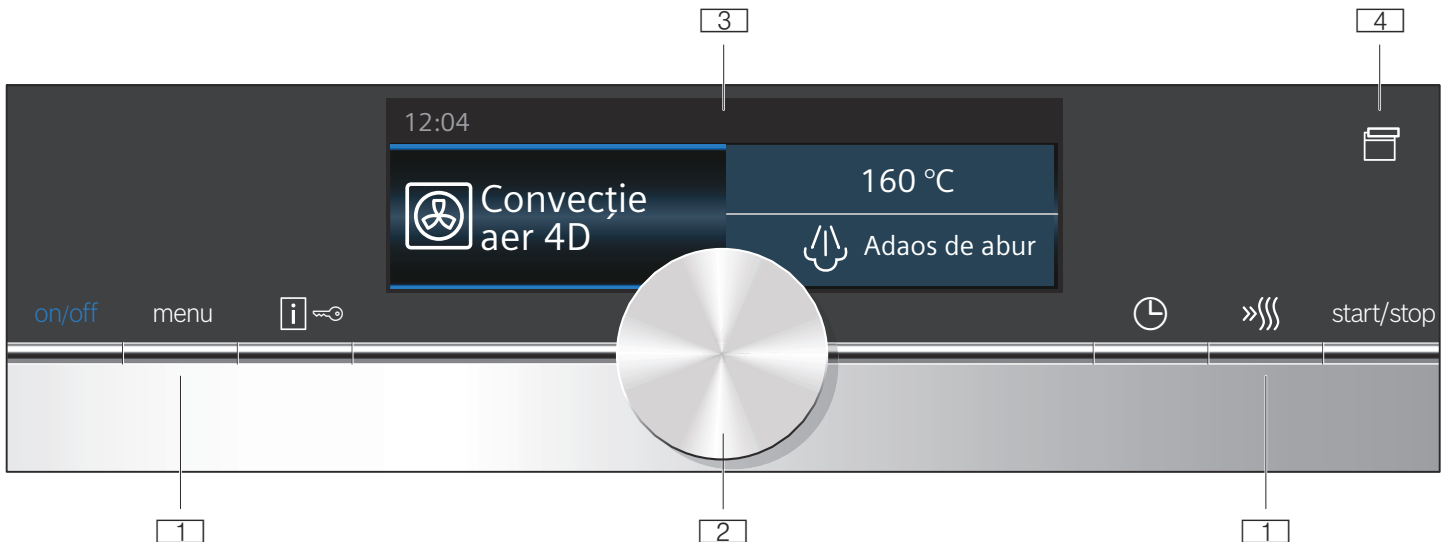 3
4
12:04
Convecție
aer 4D
160 °C
Adaos de abur
on/off
menu
i
start/stop
1
2
1